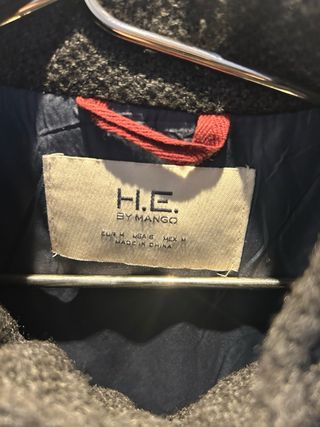 H.E.
BY MANGO
EUR M USA S MEX M
MADE IN CHINA